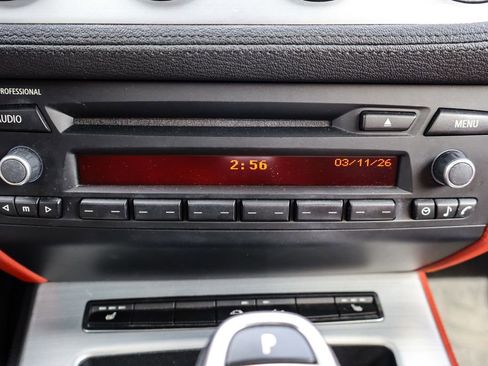 PROFESSIONAL
AUDIO
MENU
2:56
03/11/26
m
P